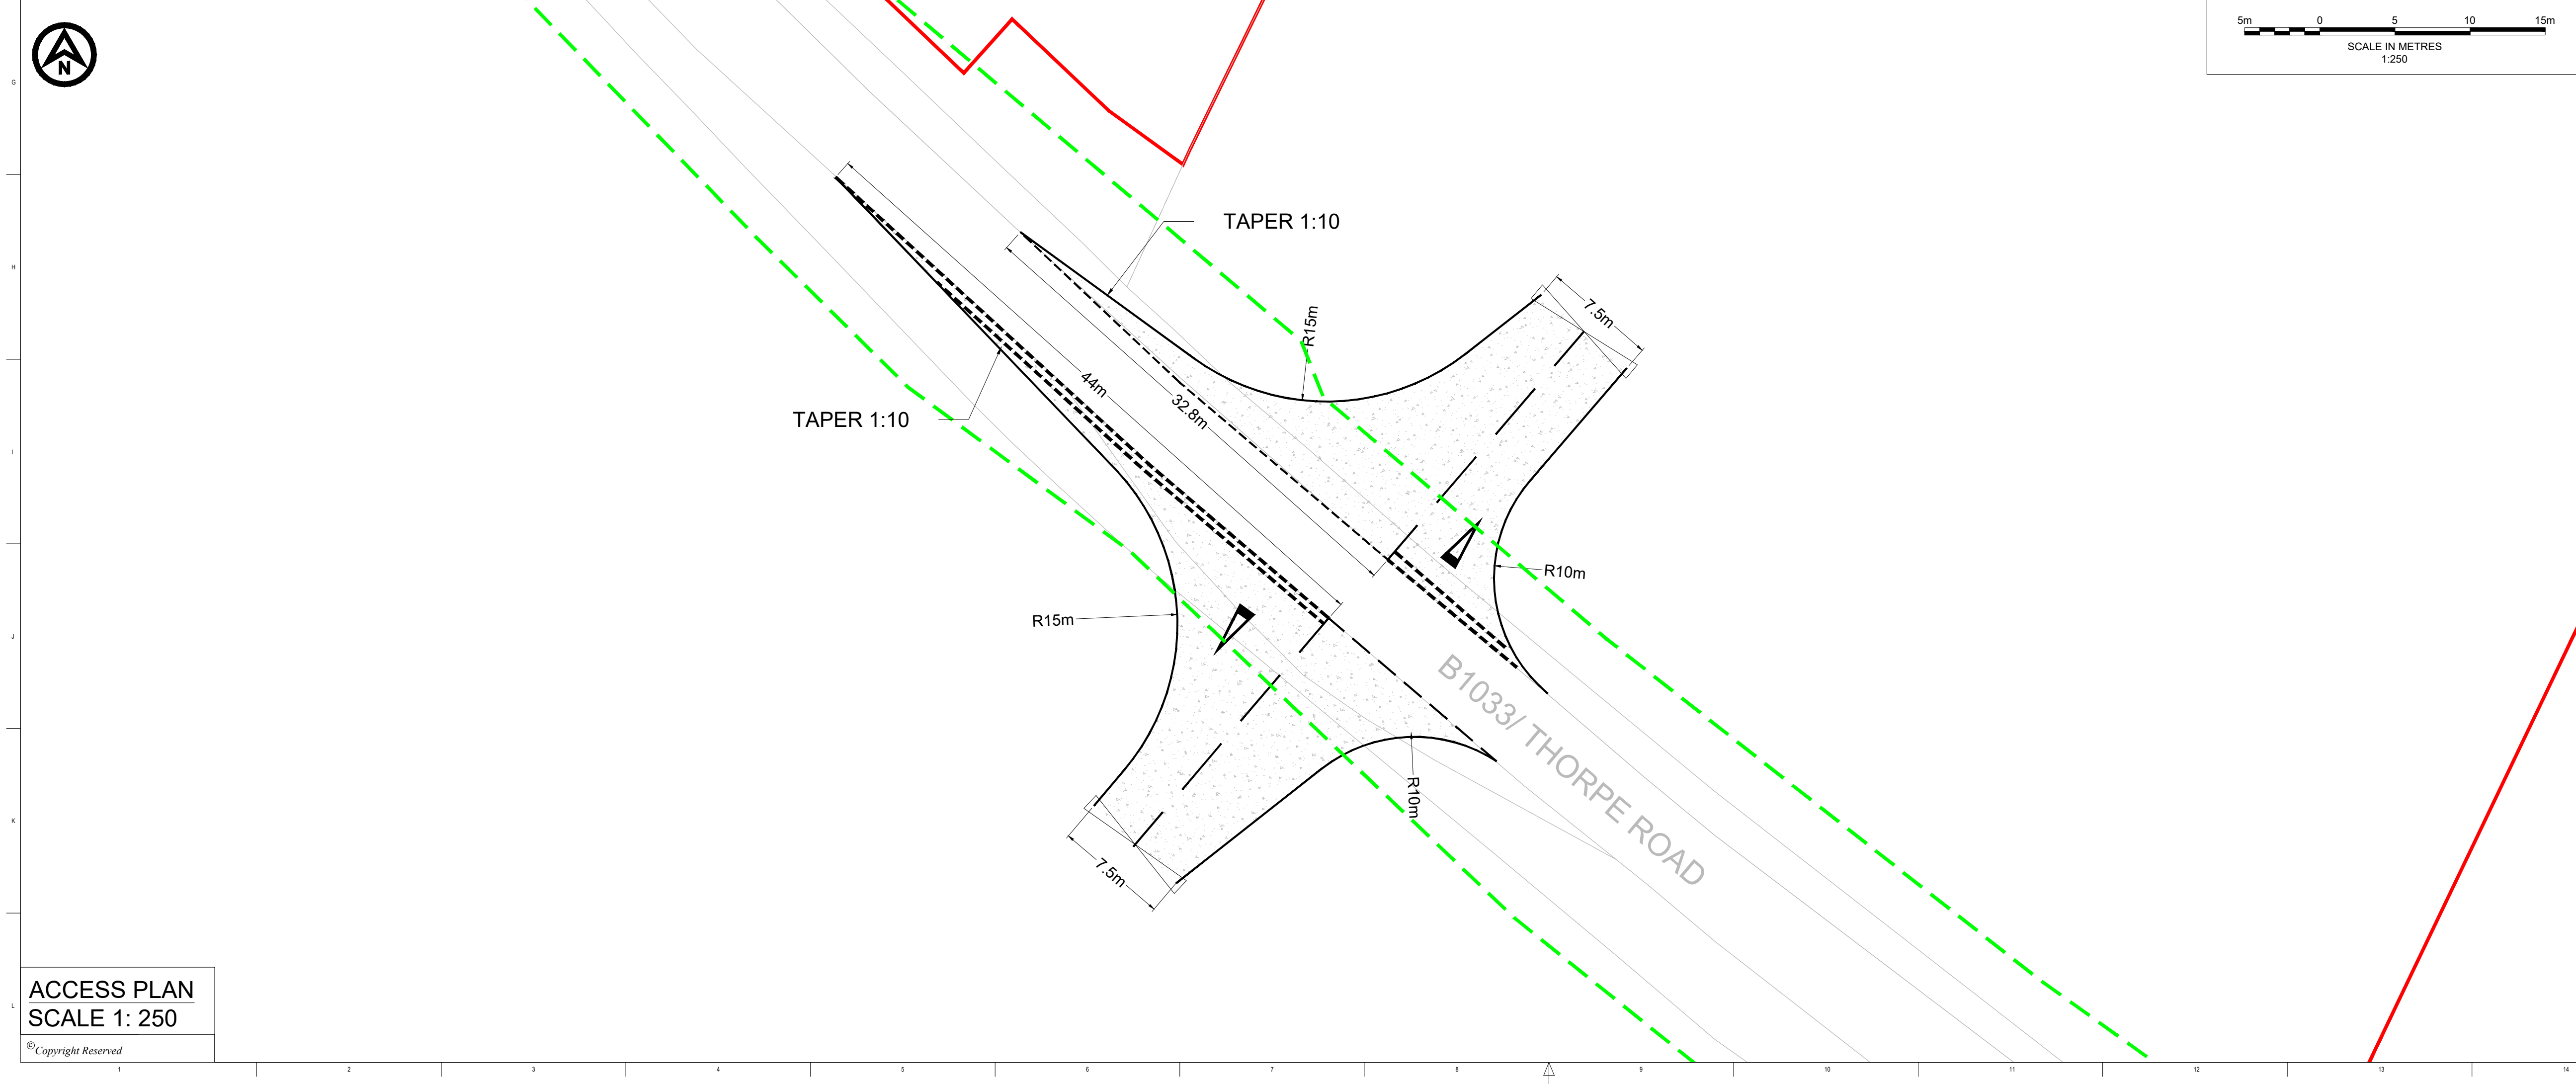 N
5m 0 5 10 15m
SCALE IN METRES
1:250
G
H
I
J
K
L
TAPER 1:10
TAPER 1:10
R15m
7.5m
44m
32.8m
R10m
R15m
B1033/ THORPE ROAD
R10m
7.5m
ACCESS PLAN
SCALE 1: 250
©Copyright Reserved
1 2 3 4 5 6 7 8 9 10 11 12 13 14